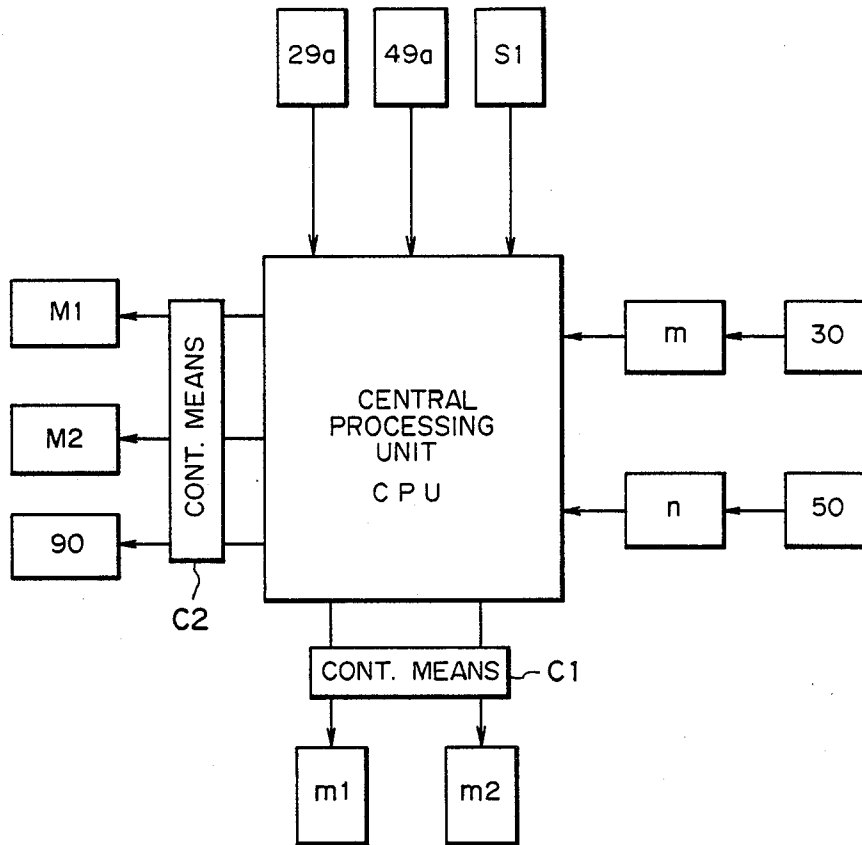 29a
49a
S1
M1
M2
90
CONT. MEANS
C2
CENTRAL
PROCESSING
UNIT
CPU
m
30
n
50
CONT. MEANS
C1
m1
m2